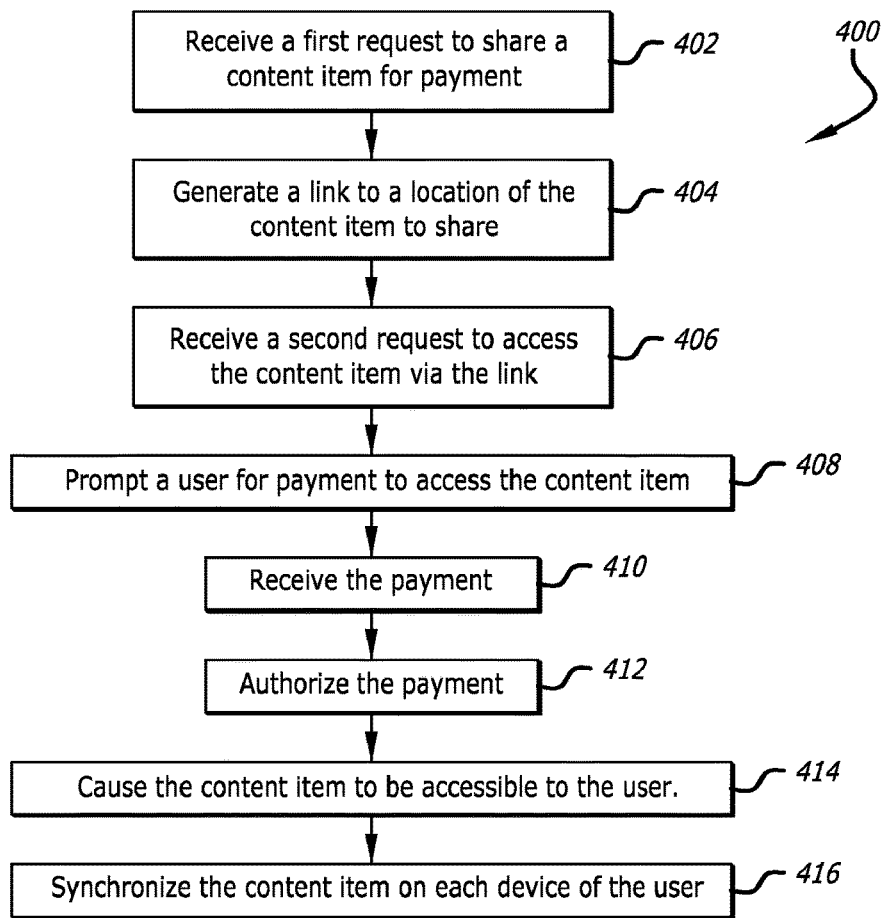 Receive a first request to share a
content item for payment
402
400
Generate a link to a location of the
content item to share
404
Receive a second request to access
the content item via the link
406
Prompt a user for payment to access the content item
408
Receive the payment
410
Authorize the payment
412
Cause the content item to be accessible to the user.
414
Synchronize the content item on each device of the user
416